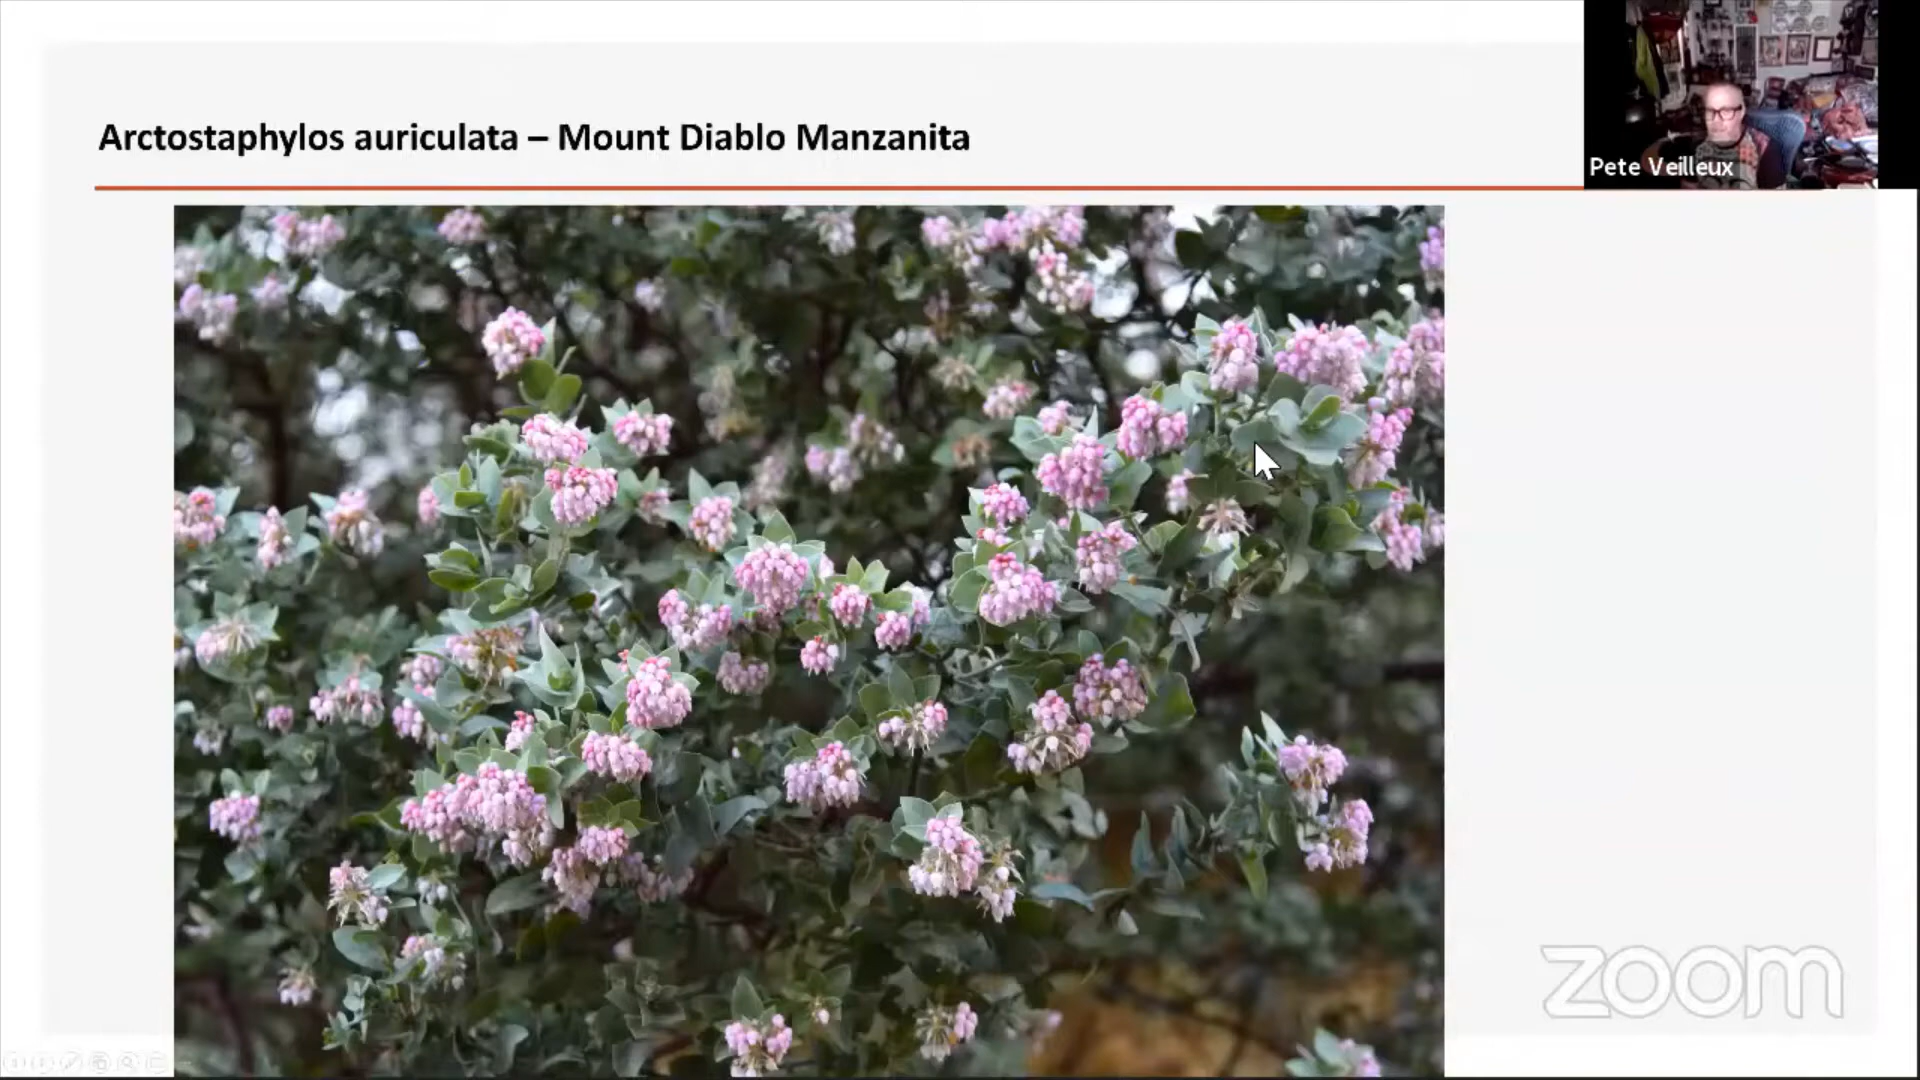 Arctostaphylos auriculata – Mount Diablo Manzanita
Pete Veilleux
zoom